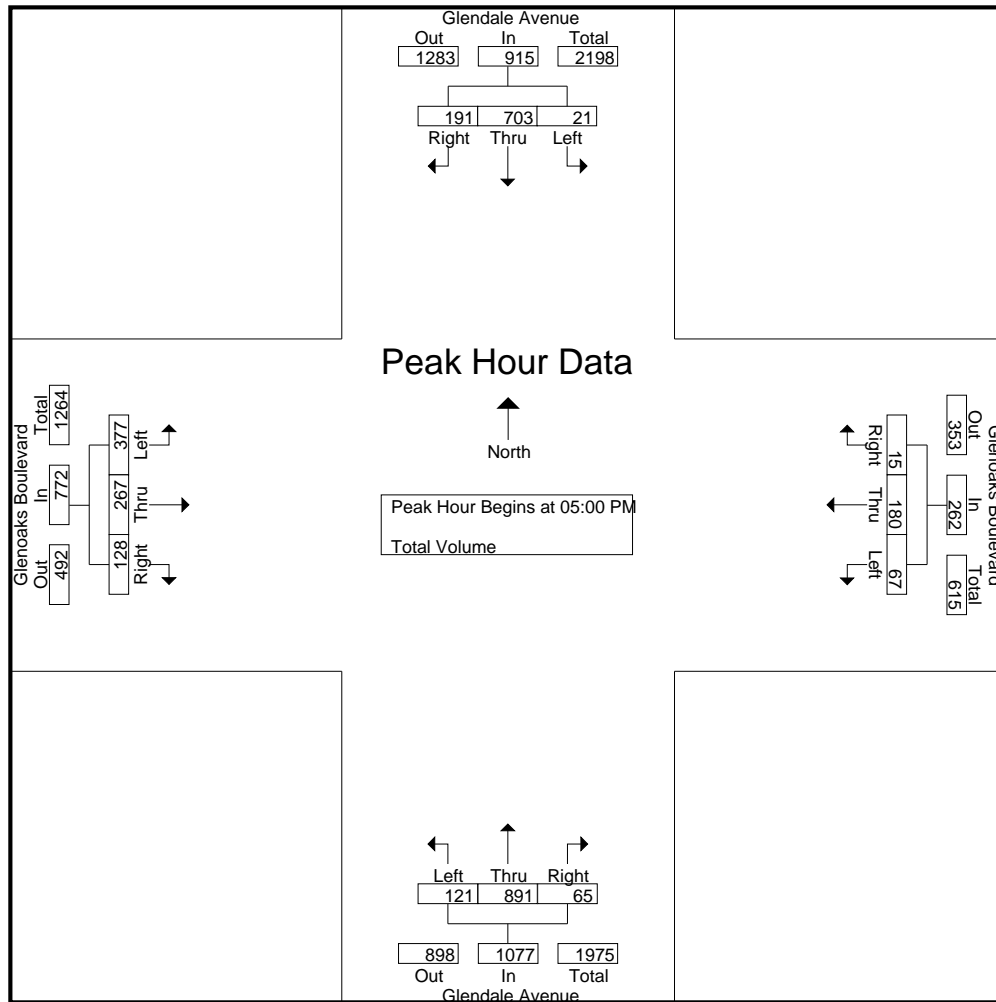 Glendale Avenue
Out In Total
1283 915 2198
191 703 21
Right Thru Left
Peak Hour Data
North
Peak Hour Begins at 05:00 PM
Total Volume
Glenoaks Boulevard
Total In Out
1264 772 492
377 267 128
Left Thru Right
Glenoaks Boulevard
Out In Total
353 262 615
15 180 67
Right Thru Left
Left Thru Right
121 891 65
898 1077 1975
Out In Total
Glendale Avenue